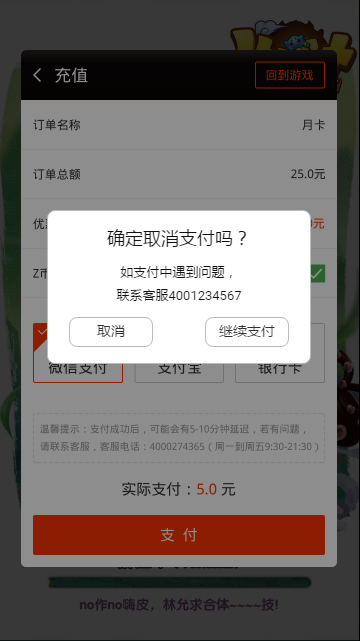 充值
回到游戏
订单名称 月卡
订单总额 25.0元
优 0元
Z币
确定取消支付吗？
如支付中遇到问题，
联系客服4001234567
取消 继续支付
微信支付 支付宝 银行卡
温馨提示：支付成功后，可能会有5-10分钟延迟，若有问题，
请联系客服，客服电话：4000274365（周一到周五9:30-21:30）
实际支付：5.0 元
支 付
no作no嗨皮，林允求合体~~~~技!